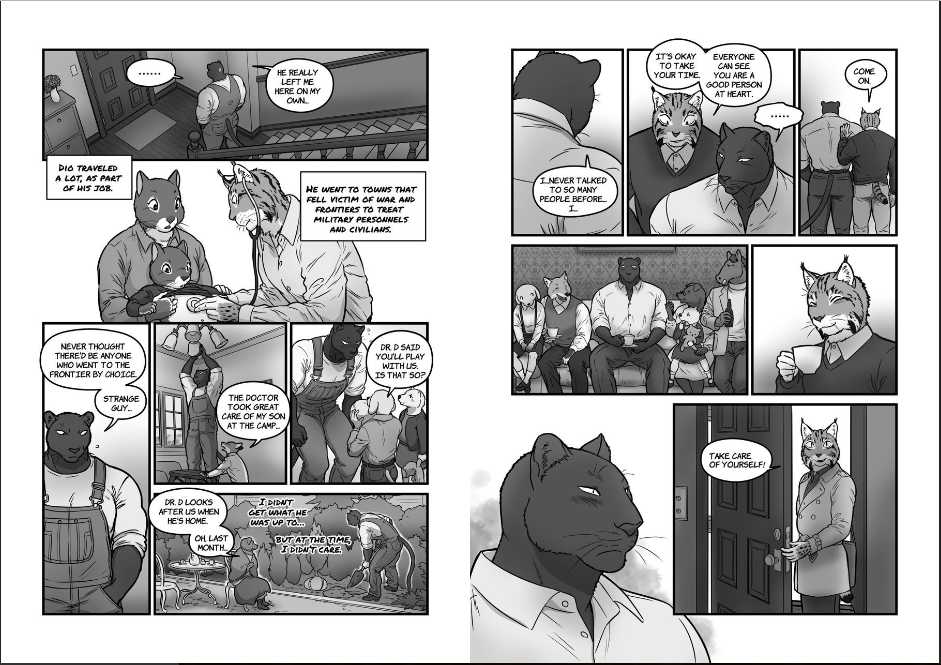 ......
HE REALLY
LEFT ME
HERE ON MY
OWN...
DIO TRAVELED
A LOT, AS PART
OF HIS JOB.
HE WENT TO TOWNS THAT
FELL VICTIM OF WAR AND
FRONTIERS TO TREAT
MILITARY PERSONNELS
AND CIVILIANS.
NEVER THOUGHT
THERE'D BE ANYONE
WHO WENT TO THE
FRONTIER BY CHOICE...
STRANGE
GUY...
THE DOCTOR
TOOK GREAT
CARE OF MY SON
AT THE CAMP...
DR. D SAID
YOU'LL PLAY
WITH US.
IS THAT SO?
DR. D LOOKS
AFTER US WHEN
HE'S HOME.
OH, LAST
MONTH...
I DIDN'T
GET WHAT HE
WAS UP TO...
BUT AT THE TIME,
I DIDN'T CARE.
I...NEVER TALKED
TO SO MANY
PEOPLE BEFORE...
I...
IT'S OKAY
TO TAKE
YOUR TIME.
EVERYONE
CAN SEE
YOU ARE A
GOOD PERSON
AT HEART.
......
COME
ON.
TAKE CARE
OF YOURSELF!